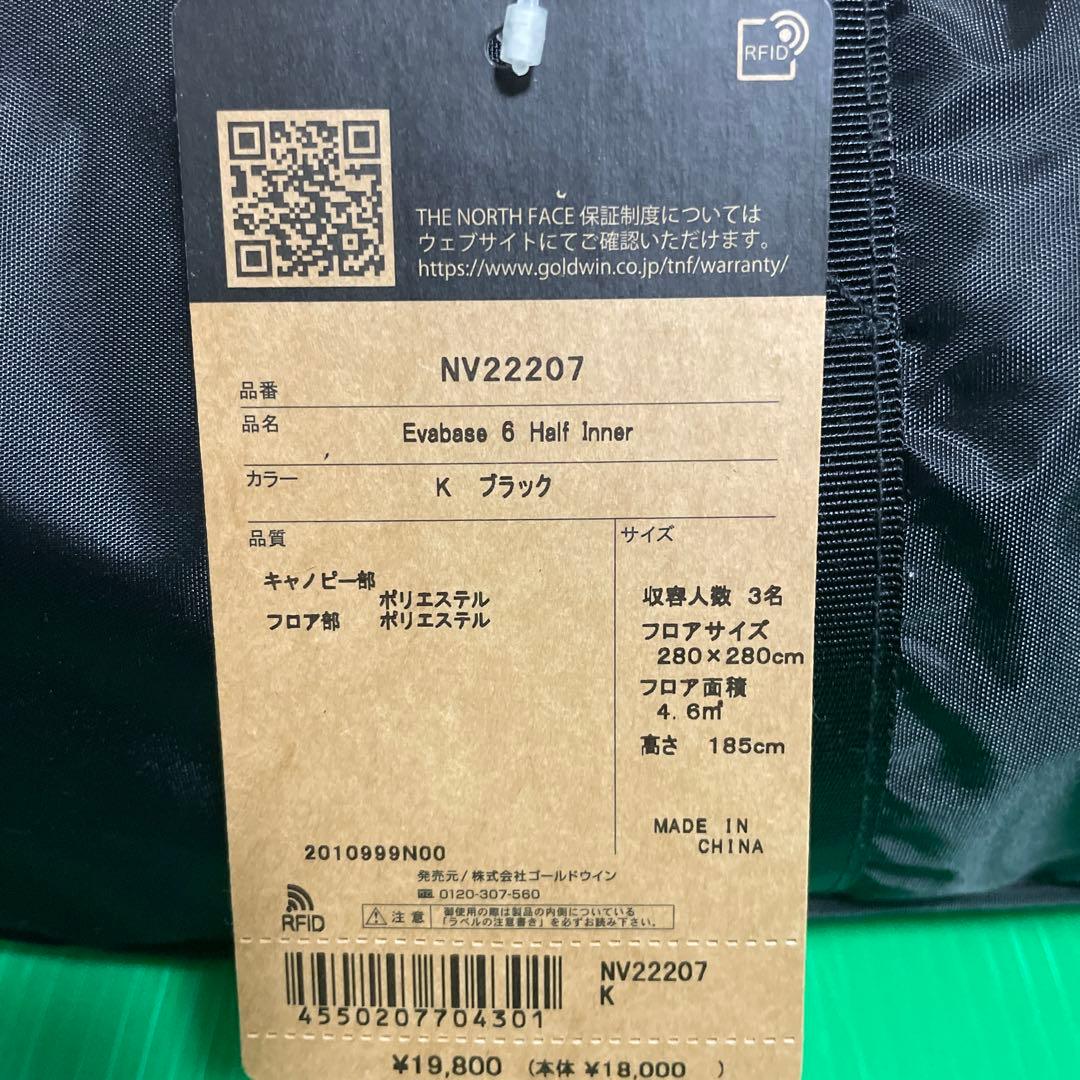 RFID
THE NORTH FACE 保証制度については
ウェブサイトにてご確認いただけます。
https://www.goldwin.co.jp/tnf/warranty/
品番 NV22207
品名 Evabase 6 Half Inner
カラー K ブラック
品質
キャノピー部
ポリエステル
フロア部 ポリエステル
サイズ
収容人数 3名
フロアサイズ
280×280cm
フロア面積
4.6㎡
高さ 185cm
MADE IN
CHINA
2010999N00
発売元/株式会社ゴールドウイン
0120-307-560
RFID
注意
御使用の際は製品の内側についている
「ラベルの注意書き」を必ずお読み下さい。
4550207704301
NV22207
K
¥19,800 (本体 ¥18,000 )